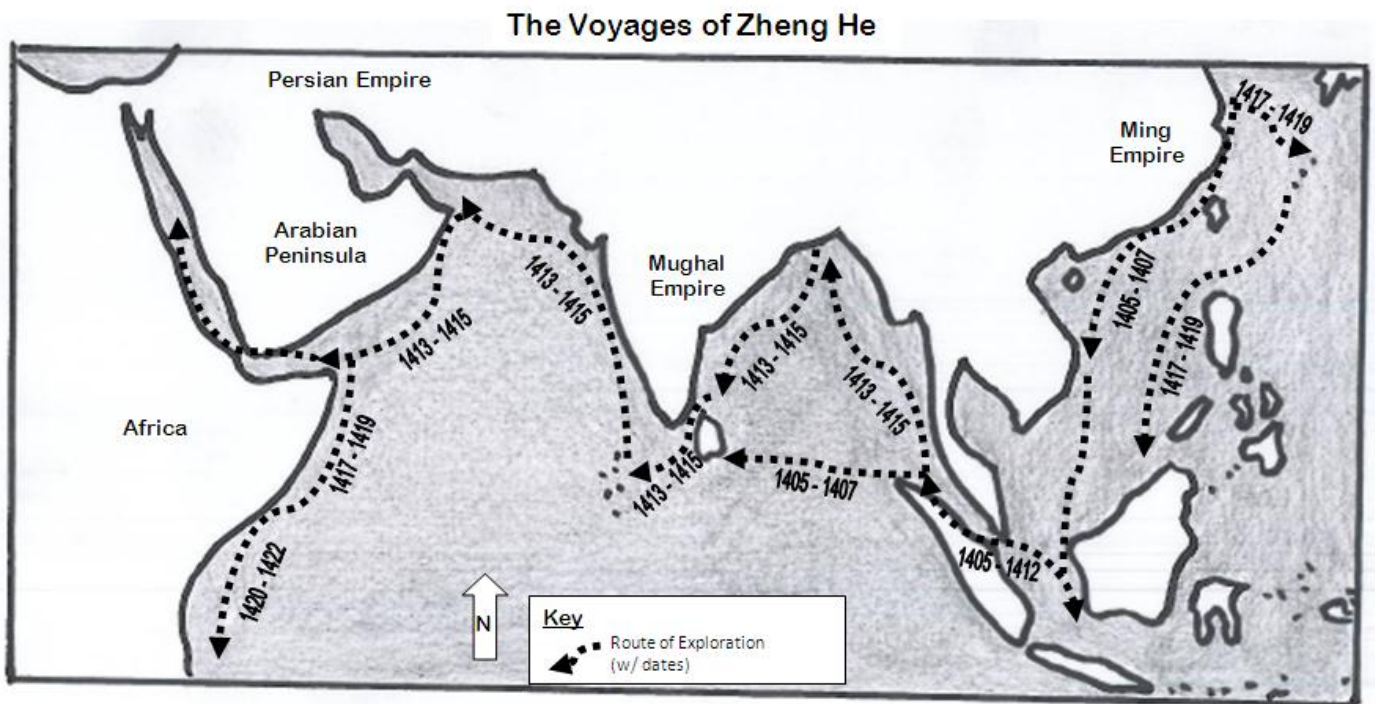 The Voyages of Zheng He
Persian Empire
Ming
Empire
1417 - 1419
Arabian
Peninsula
Mughal
Empire
1405 - 1407
1413 - 1415
1413 - 1415
1413 - 1415
1413 - 1415
1417 - 1419
Africa
1417 - 1419
1413 - 1415
1405 - 1407
1420 - 1422
1405 - 1412
N
Key
Route of Exploration
(w/ dates)